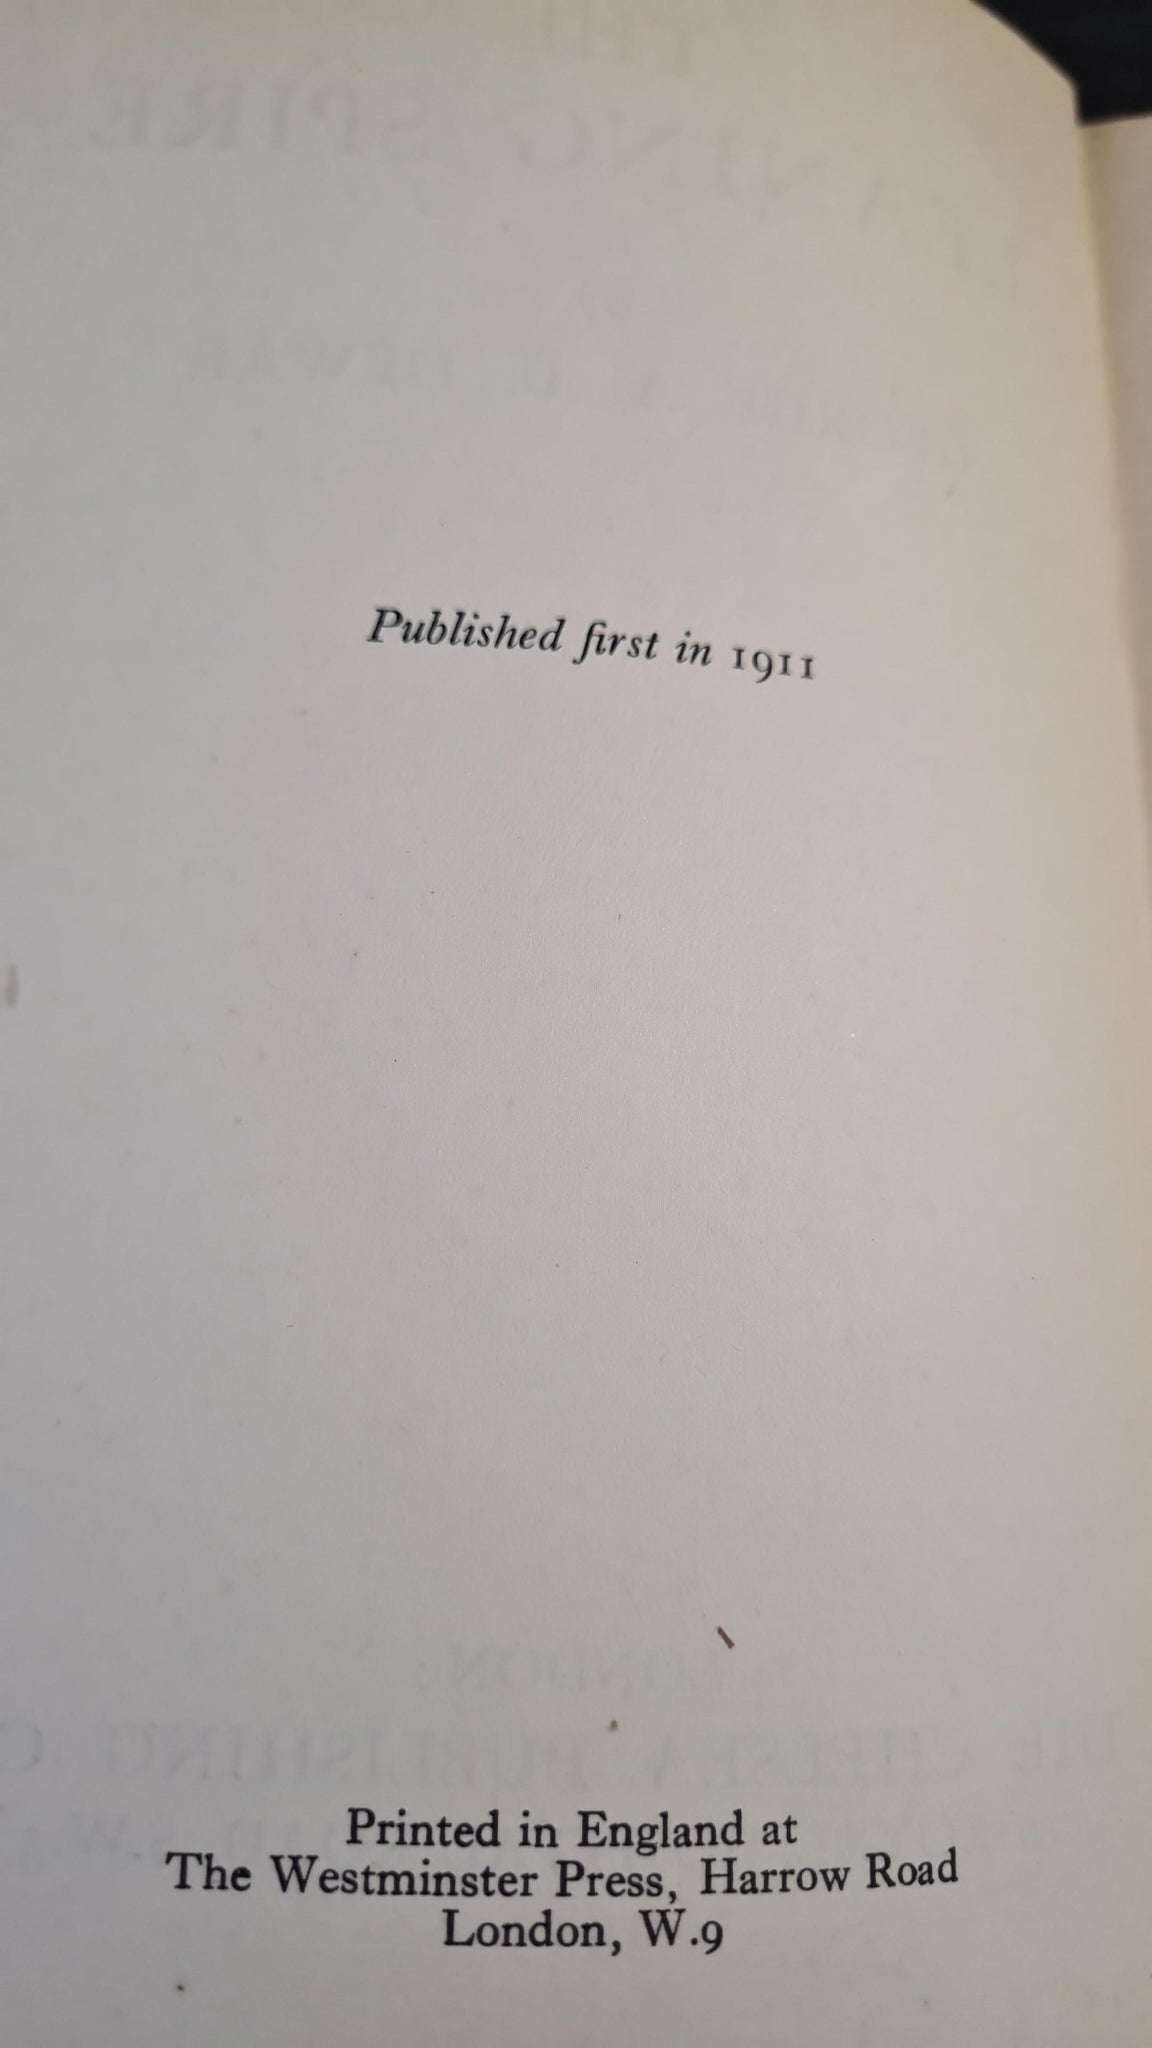 Published first in 1911
Printed in England at
The Westminster Press, Harrow Road
London, W.9